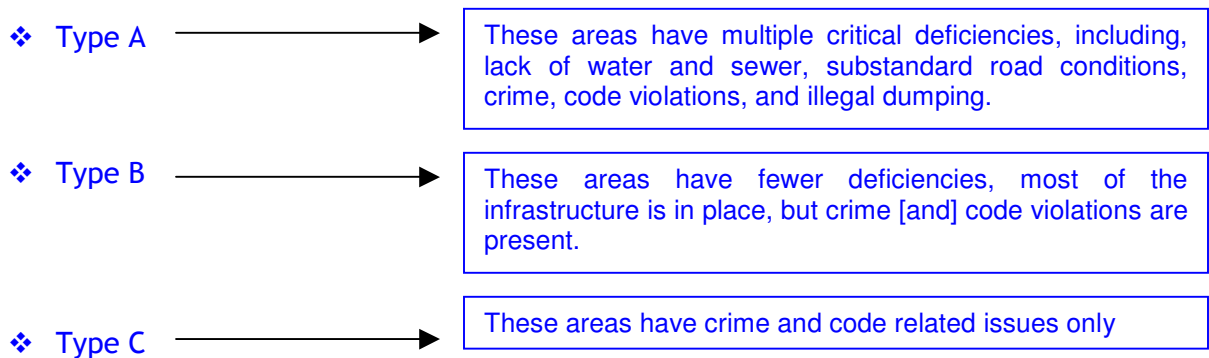 ❖ Type A
These areas have multiple critical deficiencies, including,
lack of water and sewer, substandard road conditions,
crime, code violations, and illegal dumping.
❖ Type B
These areas have fewer deficiencies, most of the
infrastructure is in place, but crime [and] code violations are
present.
❖ Type C
These areas have crime and code related issues only